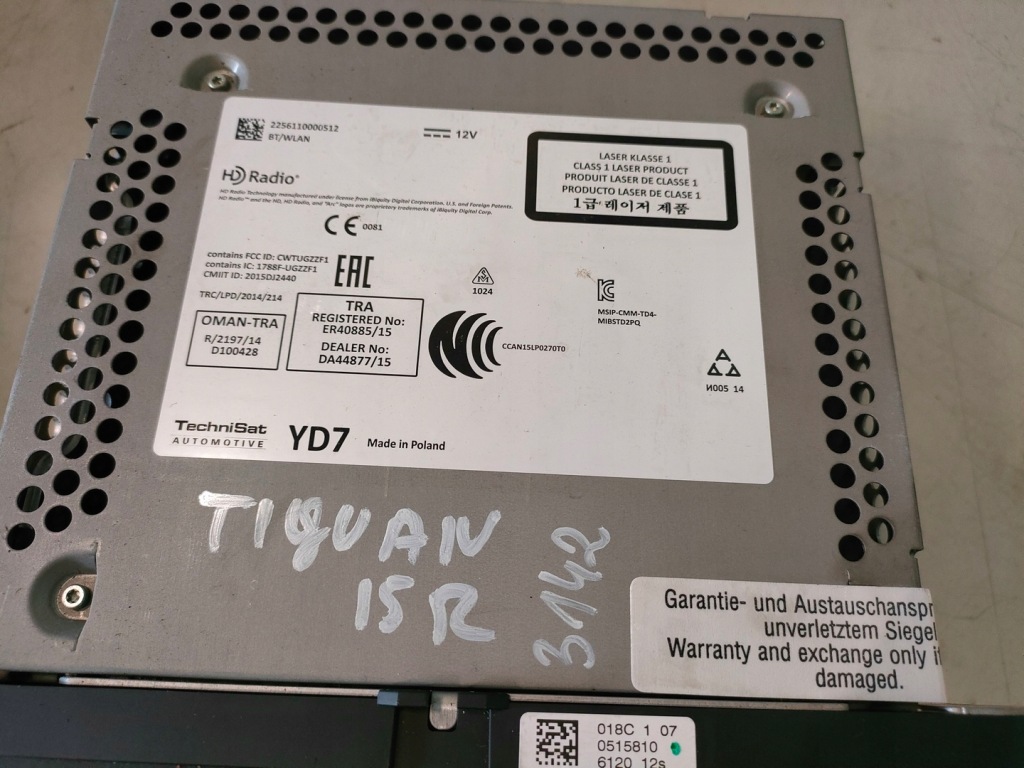 2256110000512
BT/WLAN
12V
LASER KLASSE 1
CLASS 1 LASER PRODUCT
PRODUIT LASER DE CLASSE 1
PRODUCTO LASER DE CLASE 1
1급 레이저 제품
HD Radio®
HD Radio Technology manufactured under license from iBiquity Digital Corporation. U.S. and Foreign Patents.
HD Radio™ and the HD, HD Radio, and "Arc" logos are proprietary trademarks of iBiquity Digital Corp.
CE 0081
contains FCC ID: CWTUGZZF1
contains IC: 1788F-UGZZF1
CMIIT ID: 2015DJ2440
EAC
1024
MSIP-CMM-TD4-
MIBSTD2PQ
TRC/LPD/2014/214
OMAN-TRA
R/2197/14
D100428
TRA
REGISTERED No:
ER40885/15
DEALER No:
DA44877/15
CCAN15LP0270T0
И005 14
TechniSat
AUTOMOTIVE
YD7
Made in Poland
TIGUAN
15R
3142
Garantie- und Austauschanspr
unverletztem Siegel
Warranty and exchange only i
damaged.
018C 1 07
0515810
6120 12s